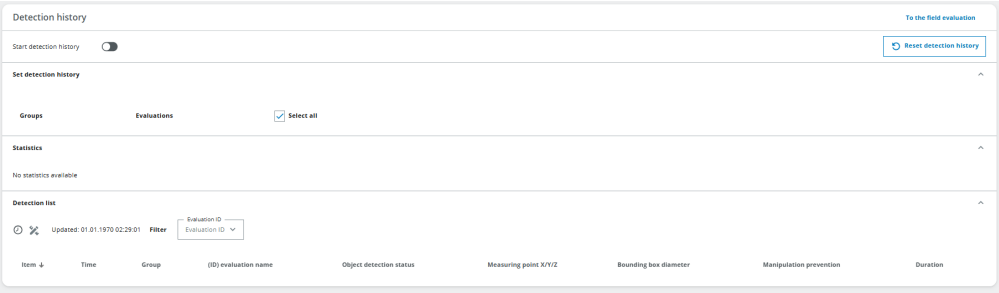 Detection history To the field evaluation
Start detection history Reset detection history
Set detection history
Groups Evaluations Select all
Statistics
No statistics available
Detection list
Evaluation ID
Updated: 01.01.1970 02:29:01 Filter Evaluation ID
Item Time Group (ID) evaluation name Object detection status Measuring point X/Y/Z Bounding box diameter Manipulation prevention Duration